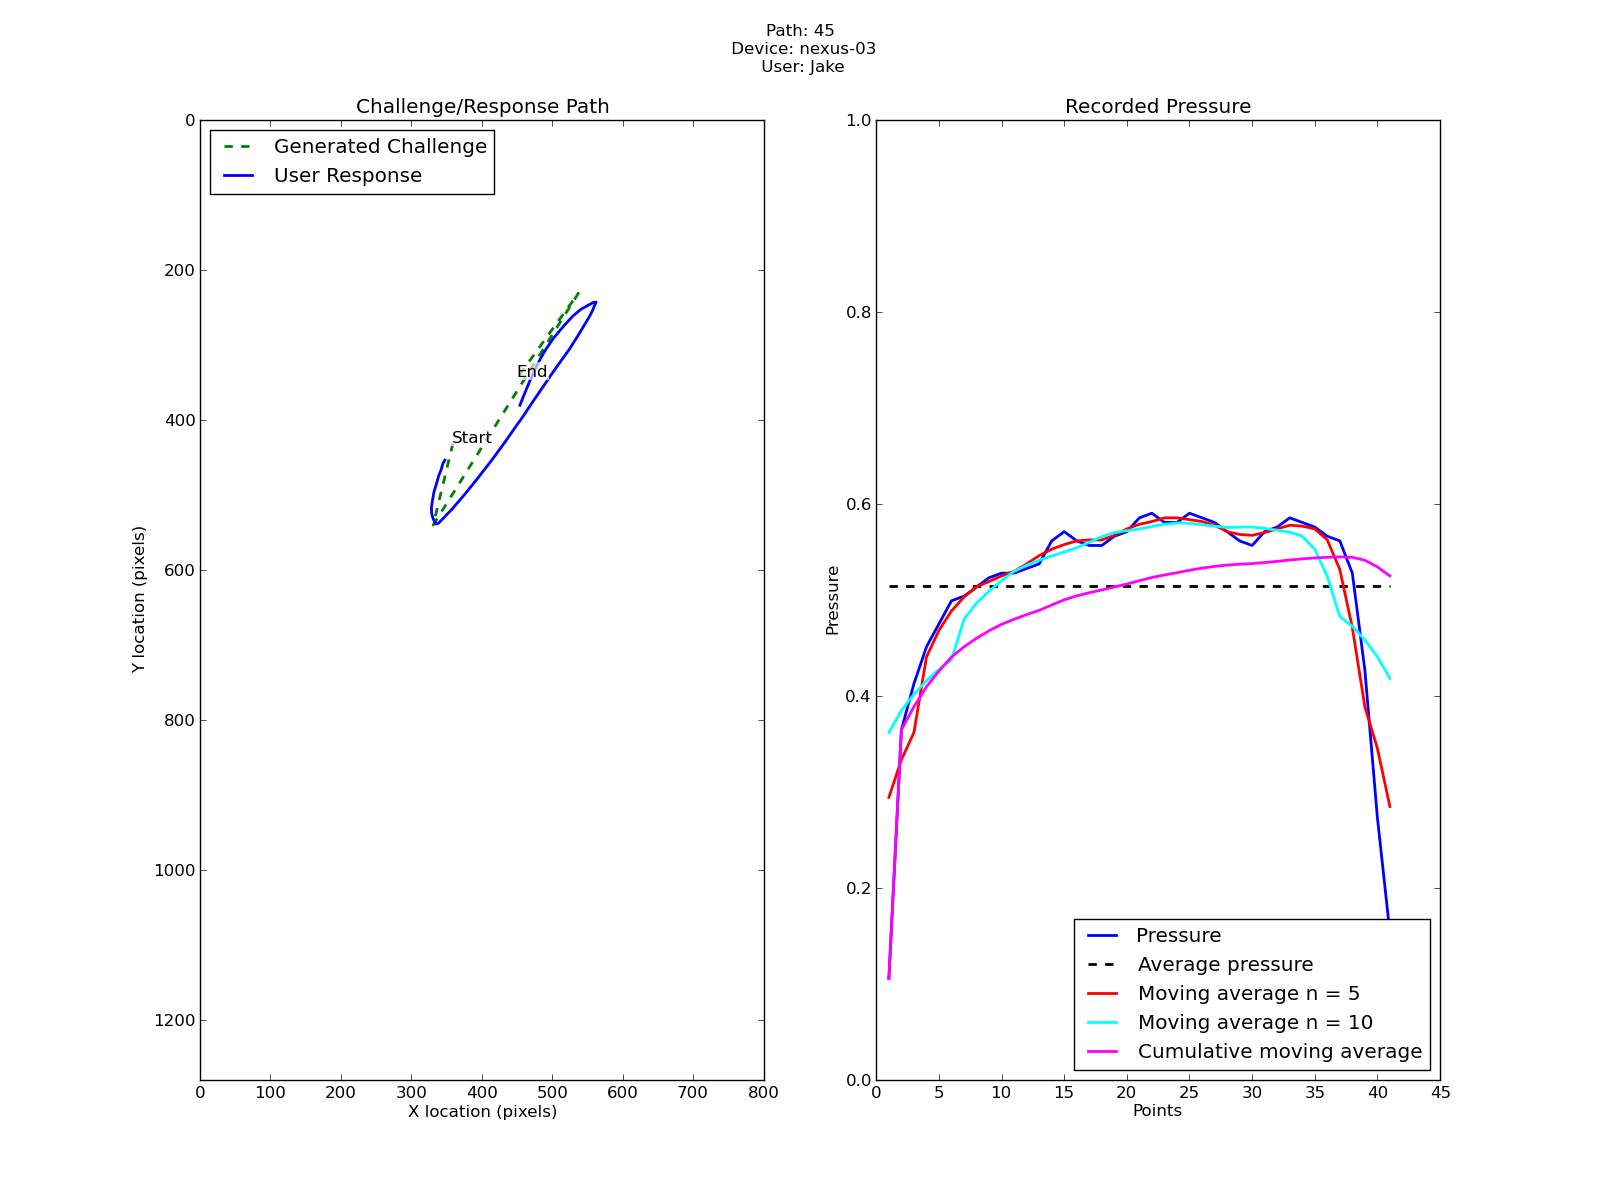 Path: 45
Device: nexus-03
User: Jake
Challenge/Response Path
Generated Challenge
User Response
0
200
400
600
800
1000
1200
Y location (pixels)
Start
End
0 100 200 300 400 500 600 700 800
X location (pixels)
Recorded Pressure
1.0
0.8
0.6
0.4
0.2
0.0
Pressure
Pressure
Average pressure
Moving average n = 5
Moving average n = 10
Cumulative moving average
0 5 10 15 20 25 30 35 40 45
Points